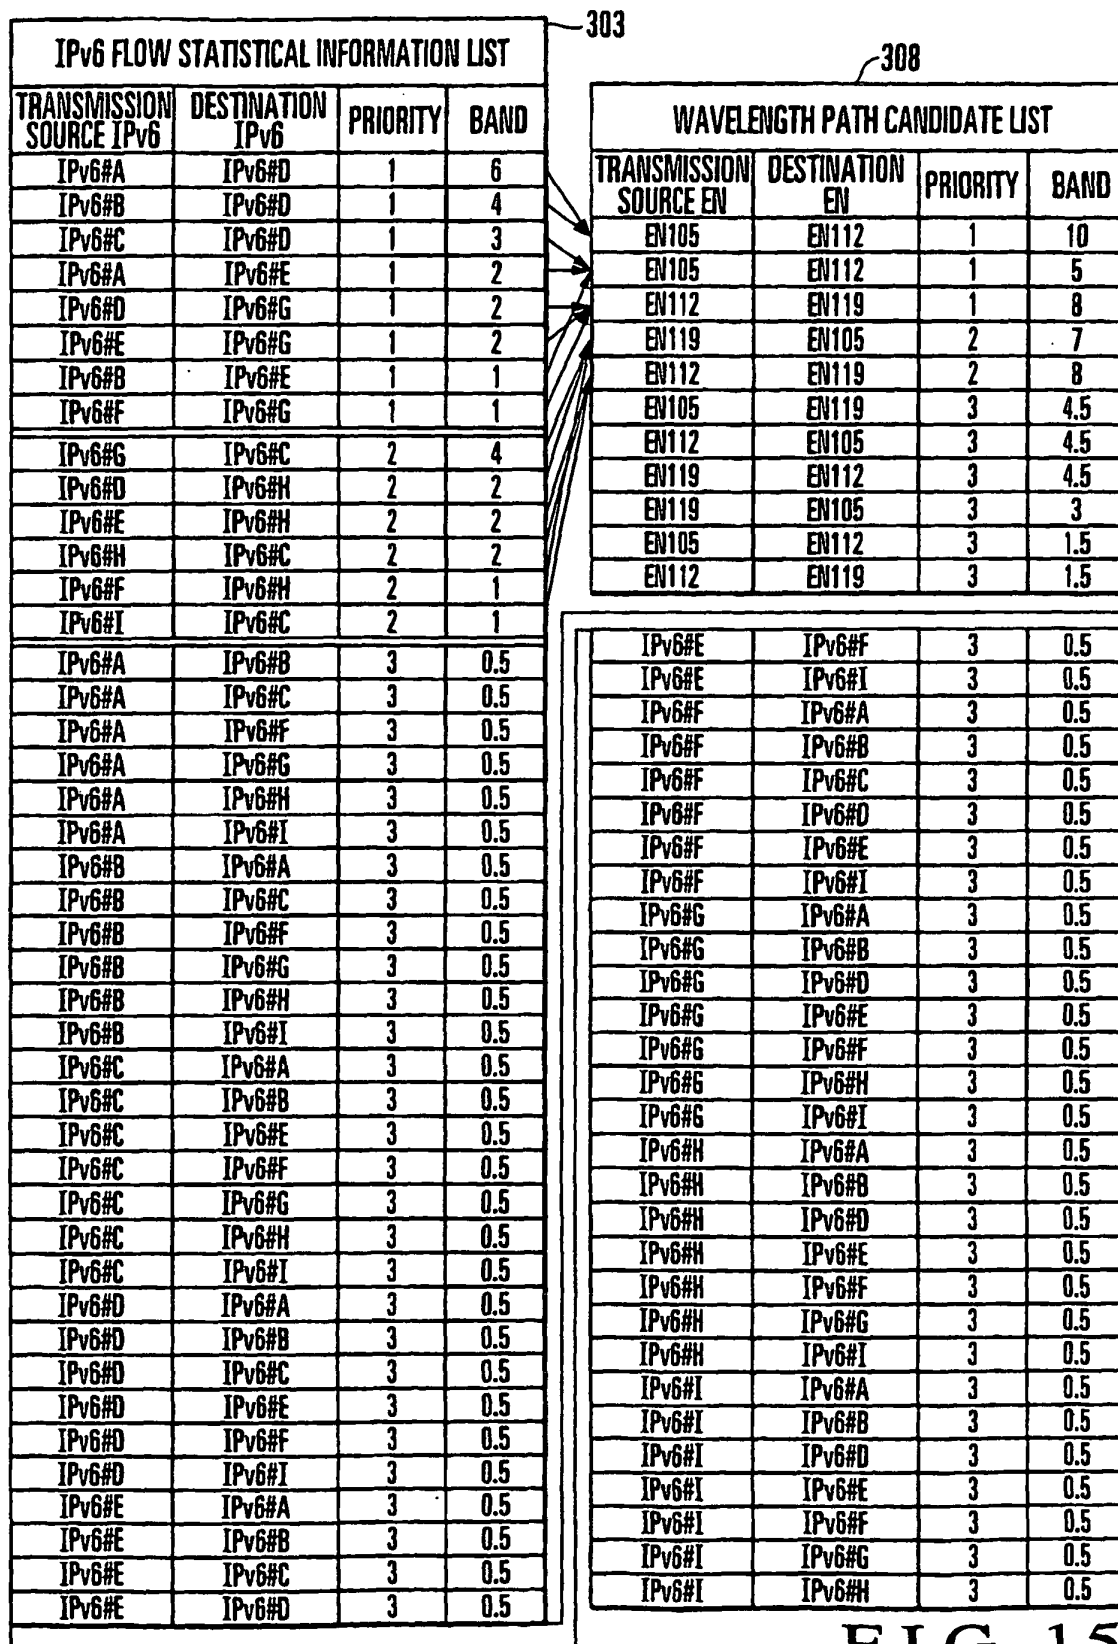 303
IPv6 FLOW STATISTICAL INFORMATION LIST
TRANSMISSION SOURCE IPv6 DESTINATION IPv6 PRIORITY BAND
IPv6#A IPv6#D 1 6
IPv6#B IPv6#D 1 4
IPv6#C IPv6#D 1 3
IPv6#A IPv6#E 1 2
IPv6#D IPv6#G 1 2
IPv6#E IPv6#G 1 2
IPv6#B IPv6#E 1 1
IPv6#F IPv6#G 1 1
IPv6#G IPv6#C 2 4
IPv6#D IPv6#H 2 2
IPv6#E IPv6#H 2 2
IPv6#H IPv6#C 2 2
IPv6#F IPv6#H 2 1
IPv6#I IPv6#C 2 1
IPv6#A IPv6#B 3 0.5
IPv6#A IPv6#C 3 0.5
IPv6#A IPv6#F 3 0.5
IPv6#A IPv6#G 3 0.5
IPv6#A IPv6#H 3 0.5
IPv6#A IPv6#I 3 0.5
IPv6#B IPv6#A 3 0.5
IPv6#B IPv6#C 3 0.5
IPv6#B IPv6#F 3 0.5
IPv6#B IPv6#G 3 0.5
IPv6#B IPv6#H 3 0.5
IPv6#B IPv6#I 3 0.5
IPv6#C IPv6#A 3 0.5
IPv6#C IPv6#B 3 0.5
IPv6#C IPv6#E 3 0.5
IPv6#C IPv6#F 3 0.5
IPv6#C IPv6#G 3 0.5
IPv6#C IPv6#H 3 0.5
IPv6#C IPv6#I 3 0.5
IPv6#D IPv6#A 3 0.5
IPv6#D IPv6#B 3 0.5
IPv6#D IPv6#C 3 0.5
IPv6#D IPv6#E 3 0.5
IPv6#D IPv6#F 3 0.5
IPv6#D IPv6#I 3 0.5
IPv6#E IPv6#A 3 0.5
IPv6#E IPv6#B 3 0.5
IPv6#E IPv6#C 3 0.5
IPv6#E IPv6#D 3 0.5
308
WAVELENGTH PATH CANDIDATE LIST
TRANSMISSION SOURCE EN DESTINATION EN PRIORITY BAND
EN105 EN112 1 10
EN105 EN112 1 5
EN112 EN119 1 8
EN119 EN105 2 7
EN112 EN119 2 8
EN105 EN119 3 4.5
EN112 EN105 3 4.5
EN119 EN112 3 4.5
EN119 EN105 3 3
EN105 EN112 3 1.5
EN112 EN119 3 1.5
IPv6#E IPv6#F 3 0.5
IPv6#E IPv6#I 3 0.5
IPv6#F IPv6#A 3 0.5
IPv6#F IPv6#B 3 0.5
IPv6#F IPv6#C 3 0.5
IPv6#F IPv6#D 3 0.5
IPv6#F IPv6#E 3 0.5
IPv6#F IPv6#I 3 0.5
IPv6#G IPv6#A 3 0.5
IPv6#G IPv6#B 3 0.5
IPv6#G IPv6#D 3 0.5
IPv6#G IPv6#E 3 0.5
IPv6#G IPv6#F 3 0.5
IPv6#G IPv6#H 3 0.5
IPv6#G IPv6#I 3 0.5
IPv6#H IPv6#A 3 0.5
IPv6#H IPv6#B 3 0.5
IPv6#H IPv6#D 3 0.5
IPv6#H IPv6#E 3 0.5
IPv6#H IPv6#F 3 0.5
IPv6#H IPv6#G 3 0.5
IPv6#H IPv6#I 3 0.5
IPv6#I IPv6#A 3 0.5
IPv6#I IPv6#B 3 0.5
IPv6#I IPv6#D 3 0.5
IPv6#I IPv6#E 3 0.5
IPv6#I IPv6#F 3 0.5
IPv6#I IPv6#G 3 0.5
IPv6#I IPv6#H 3 0.5
FIG. 15